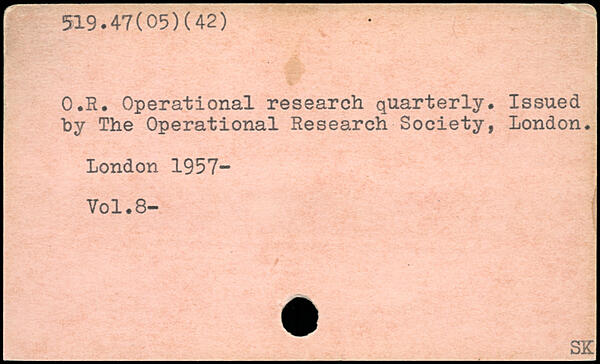 519.47(05)(42)
O.R. Operational research quarterly. Issued
by The Operational Research Society, London.
London 1957-
Vol.8-
SK